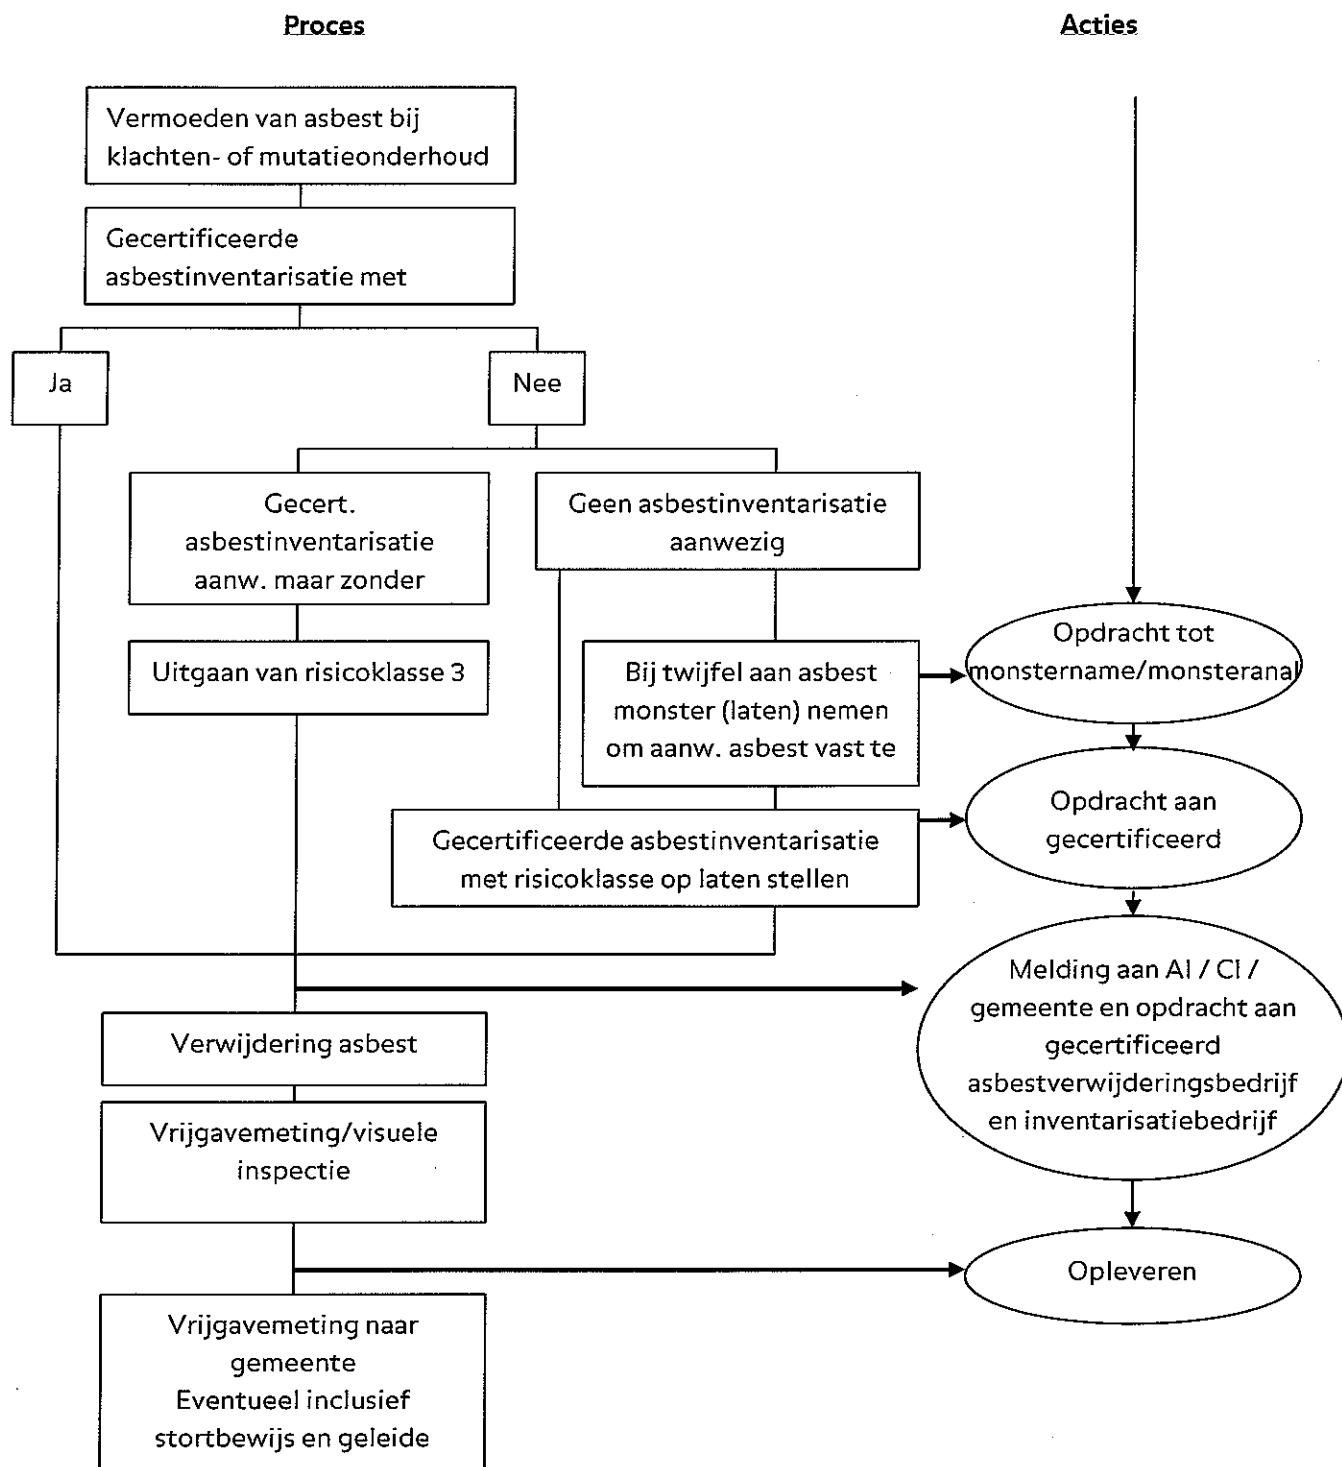 Proces
Acties
Vermoeden van asbest bij
klachten- of mutatieonderhoud
Gecertificeerde
asbestinventarisatie met
Ja
Nee
Gecert.
asbestinventarisatie
aanw. maar zonder
Geen asbestinventarisatie
aanwezig
Uitgaan van risicoklasse 3
Bij twijfel aan asbest
monster (laten) nemen
om aanw. asbest vast te
Opdracht tot
monstername/monsteranal
Gecertificeerde asbestinventarisatie
met risicoklasse op laten stellen
Opdracht aan
gecertificeerd
Melding aan AI / CI /
gemeente en opdracht aan
gecertificeerd
asbestverwijderingsbedrijf
en inventarisatiebedrijf
Verwijdering asbest
Vrijgavemeting/visuele
inspectie
Opleveren
Vrijgavemeting naar
gemeente
Eventueel inclusief
stortbewijs en geleide